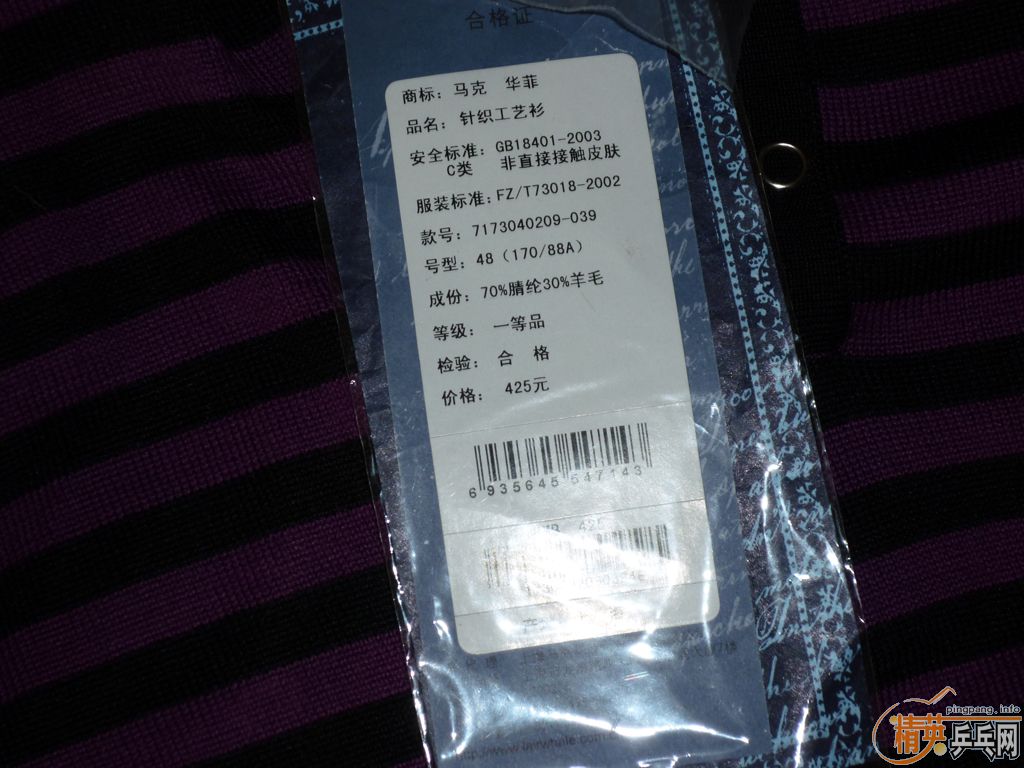 合格证
商标：马克 华菲
品名：针织工艺衫
安全标准：GB18401-2003
C类 非直接接触皮肤
服装标准：FZ/T73018-2002
款号：7173040209-039
号型：48（170/88A）
成份：70%腈纶30%羊毛
等级：一等品
检验：合 格
价格：425元
6 935645 547143
425
pingpang.info
精英乒乓网